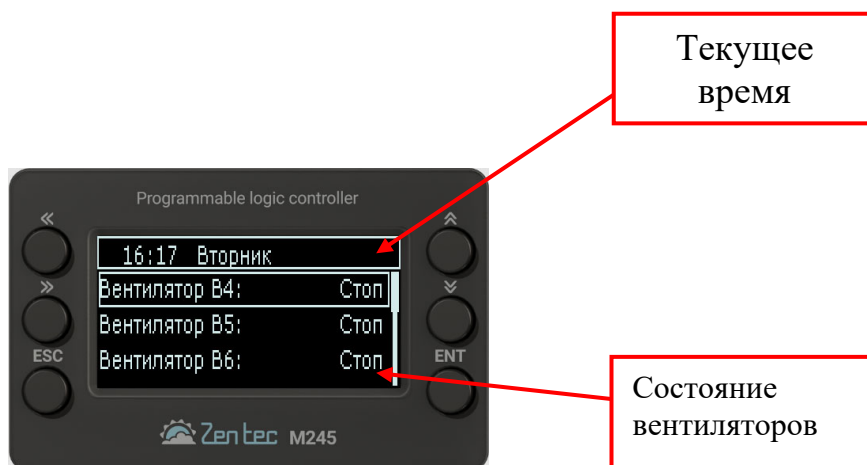 Текущее
время
Programmable logic controller
«
»
ESC
ENT
16:17 Вторник
Вентилятор В4: Стоп
Вентилятор В5: Стоп
Вентилятор В6: Стоп
Zentec M245
Состояние
вентиляторов